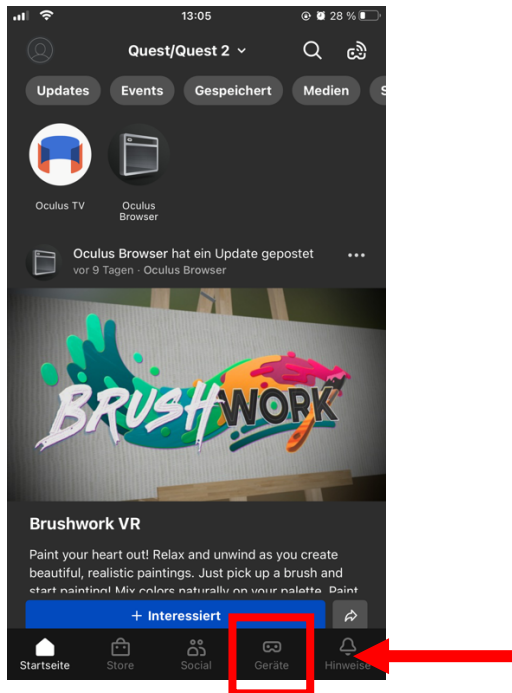 13:05
28 %
Quest/Quest 2
Updates Events Gespeichert Medien S
Oculus TV
Oculus
Browser
Oculus Browser hat ein Update gepostet
vor 9 Tagen · Oculus Browser
BRUSHWORK
Brushwork VR
Paint your heart out! Relax and unwind as you create
beautiful, realistic paintings. Just pick up a brush and
start painting! Mix colors naturally on your palette. Paint
+ Interessiert
Startseite Store Social Geräte Hinweise